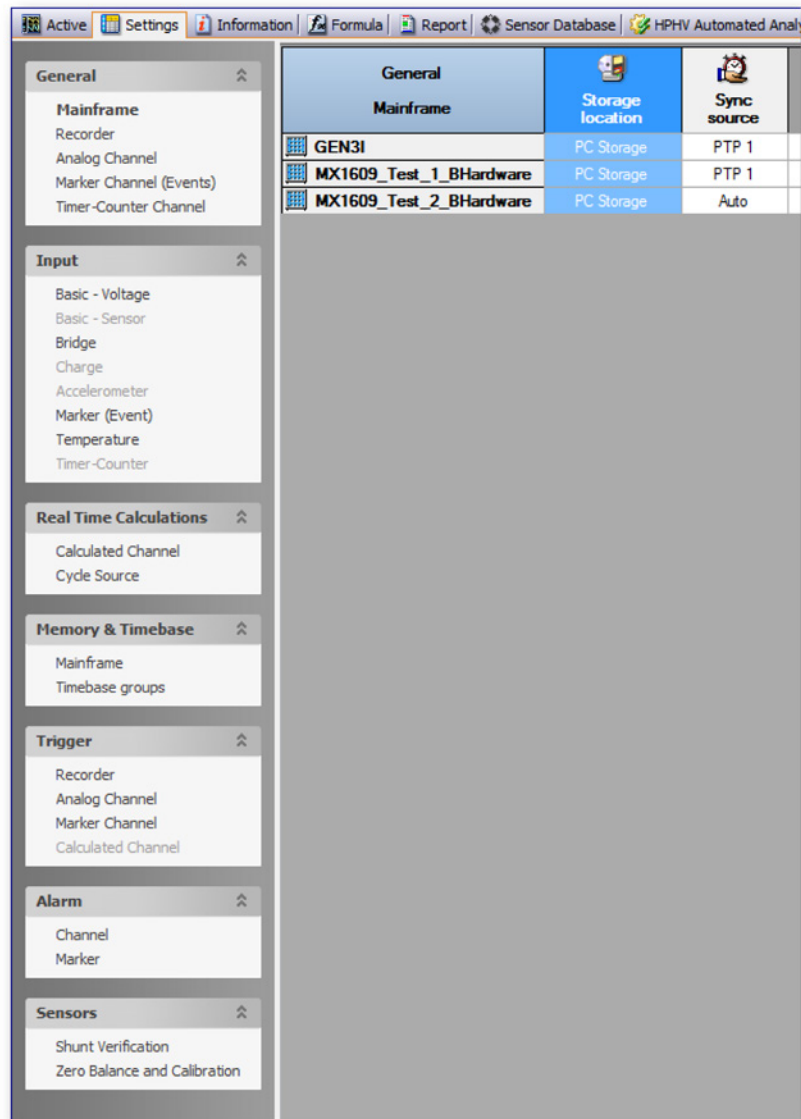 Active Settings Information Formula Report Sensor Database HPHV Automated Analy
General
Mainframe
Recorder
Analog Channel
Marker Channel (Events)
Timer-Counter Channel
Input
Basic - Voltage
Basic - Sensor
Bridge
Charge
Accelerometer
Marker (Event)
Temperature
Timer-Counter
Real Time Calculations
Calculated Channel
Cycle Source
Memory & Timebase
Mainframe
Timebase groups
Trigger
Recorder
Analog Channel
Marker Channel
Calculated Channel
Alarm
Channel
Marker
Sensors
Shunt Verification
Zero Balance and Calibration
General
Mainframe
Storage
location
Sync
source
GEN3I PC Storage PTP 1
MX1609_Test_1_BHardware PC Storage PTP 1
MX1609_Test_2_BHardware PC Storage Auto